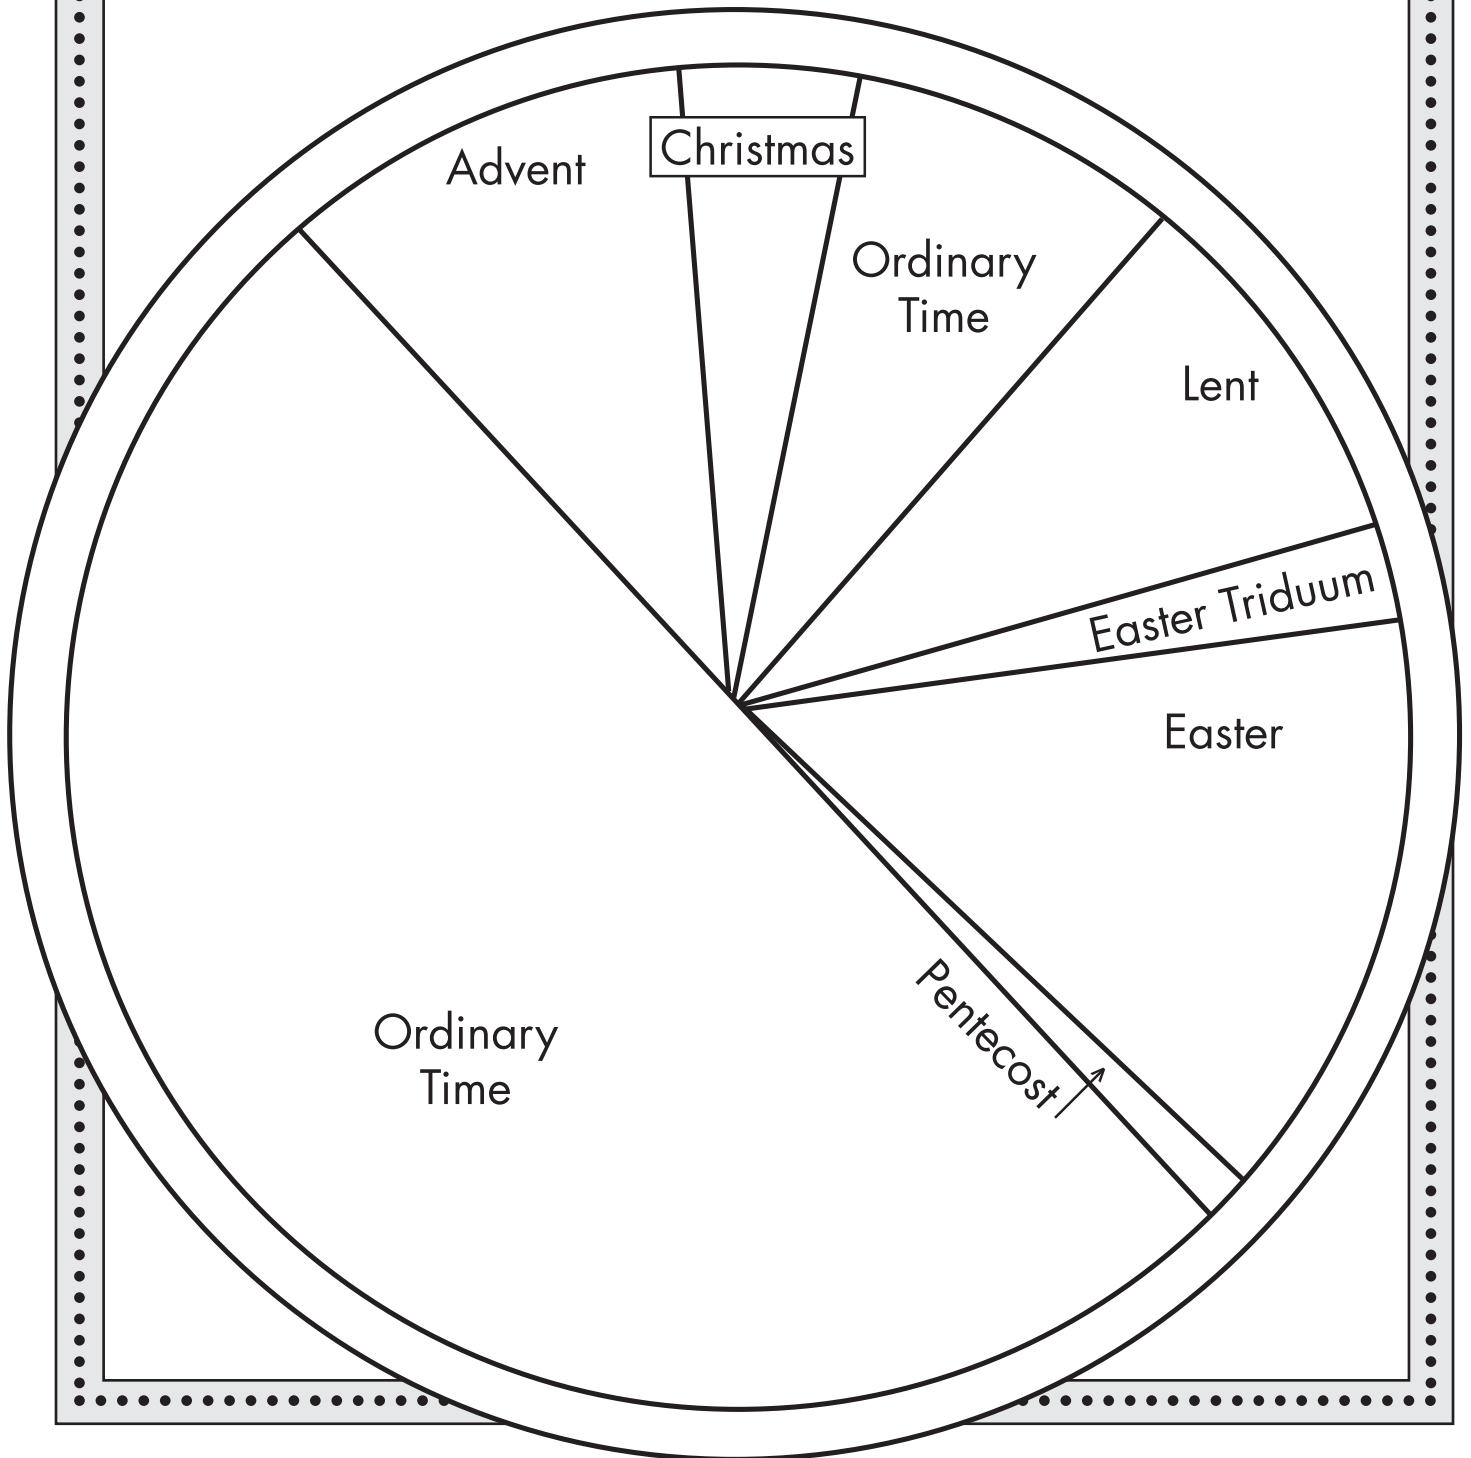 Christmas
Advent
Ordinary
Time
Lent
Easter Triduum
Easter
Pentecost
Ordinary
Time